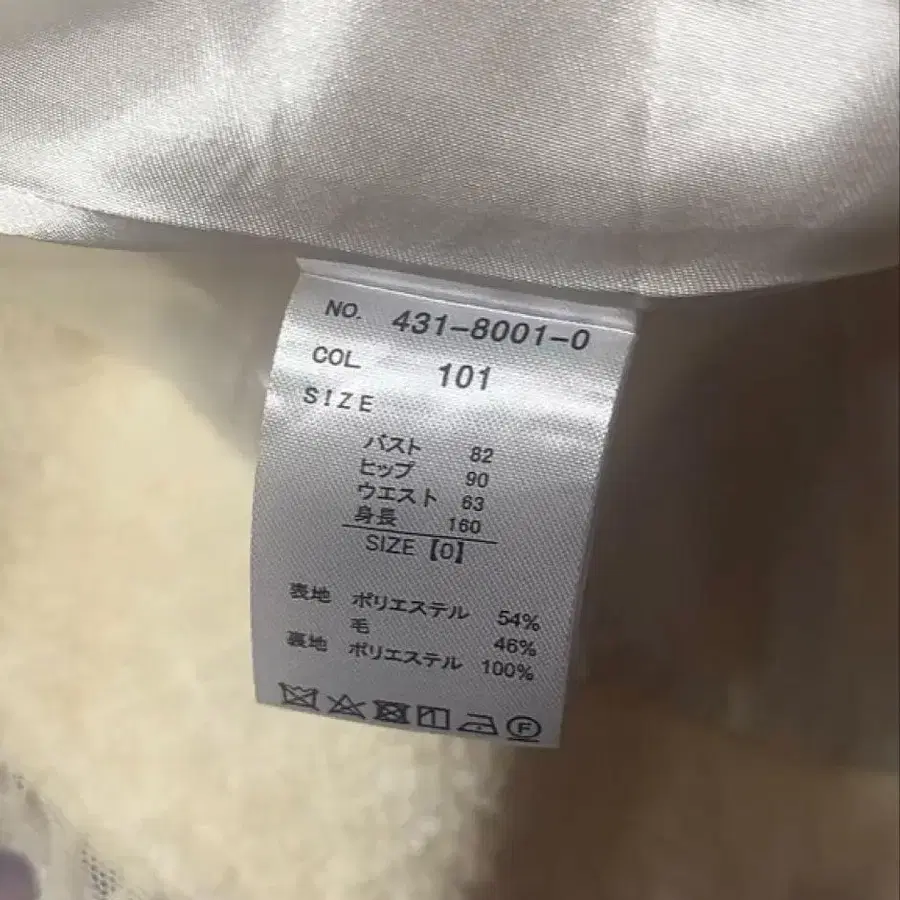 NO. 431-8001-0
COL 101
SIZE
バスト 82
ヒップ 90
ウエスト 63
身長 160
SIZE【0】
表地 ポリエステル 54%
毛 46%
裏地 ポリエステル 100%
F